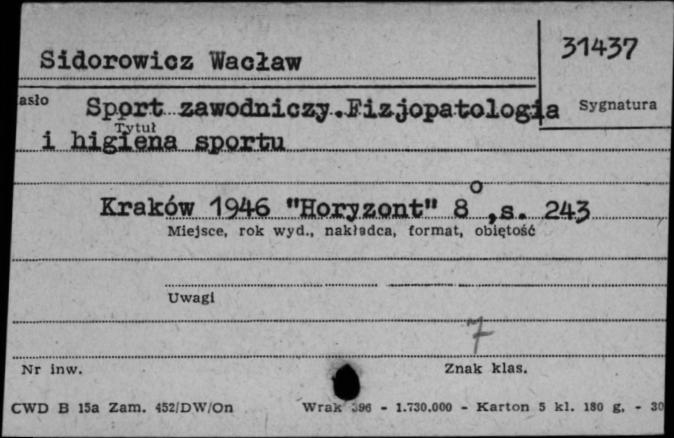 Sidorowicz Wacław
31437
asło
Sport zawodniczy.Fizjopatologia
Sygnatura
Tytuł
i higiena sportu
Kraków 1946 "Horyzont" 8°,s. 243
Miejsce, rok wyd., nakładca, format, objętość
Uwagi
7
Nr inw.
Znak klas.
CWD B 15a Zam. 452/DW/On
Wrak 396 - 1.730.000 - Karton 5 kl. 180 g. - 30